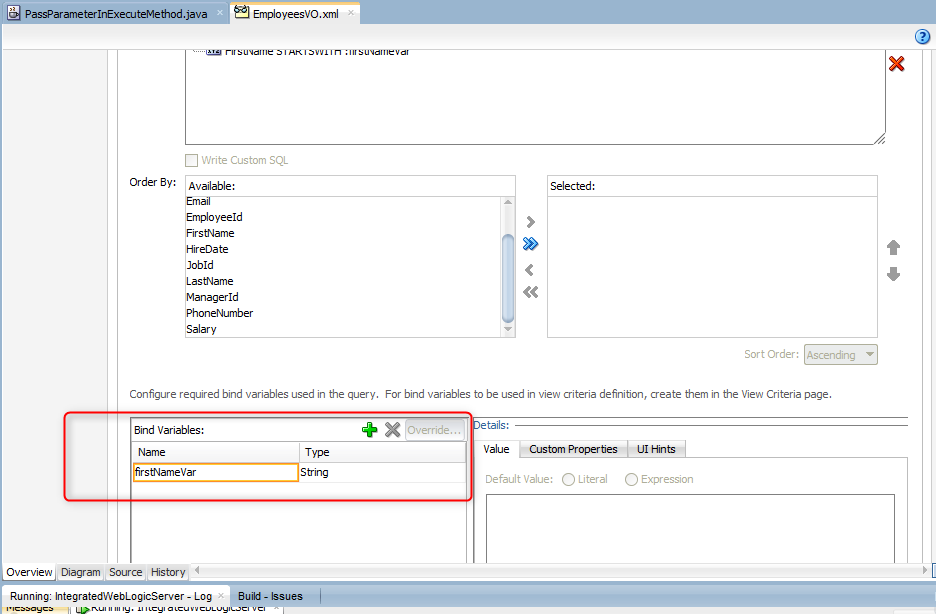 PassParameterInExecuteMethod.java
EmployeesVO.xml
FirstName STARTSWITH :firstNameVar
Write Custom SQL
Order By:
Available:
Selected:
Email
EmployeeId
FirstName
HireDate
JobId
LastName
ManagerId
PhoneNumber
Salary
Sort Order: Ascending
Configure required bind variables used in the query. For bind variables to be used in view criteria definition, create them in the View Criteria page.
Bind Variables:
Override...
Name Type
firstNameVar String
Details:
Value Custom Properties UI Hints
Default Value: Literal Expression
Overview Diagram Source History
Running: IntegratedWebLogicServer - Log Build - Issues
Messages Running: IntegratedWebLogicServer